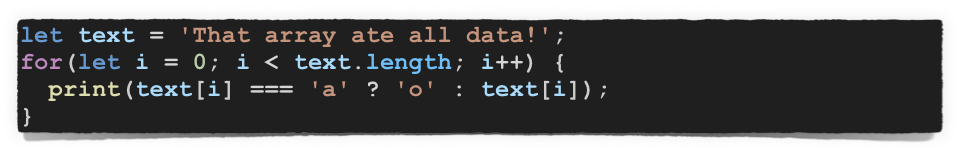 let text = 'That array ate all data!';
for(let i = 0; i < text.length; i++) {
  print(text[i] === 'a' ? 'o' : text[i]);
}